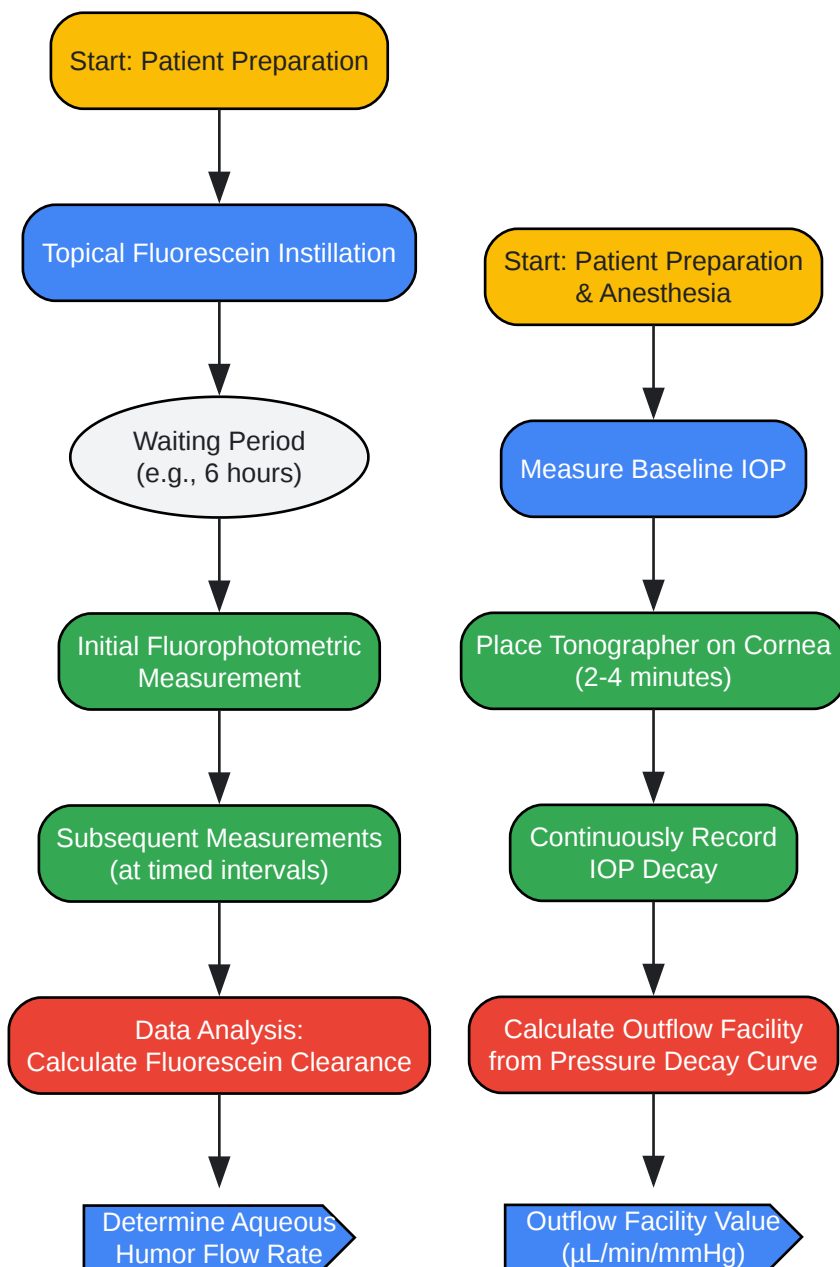 Start: Patient Preparation
Topical Fluorescein Instillation
Waiting Period
(e.g., 6 hours)
Initial Fluorophotometric
Measurement
Subsequent Measurements
(at timed intervals)
Data Analysis:
Calculate Fluorescein Clearance
Determine Aqueous
Humor Flow Rate
Start: Patient Preparation
& Anesthesia
Measure Baseline IOP
Place Tonographer on Cornea
(2-4 minutes)
Continuously Record
IOP Decay
Calculate Outflow Facility
from Pressure Decay Curve
Outflow Facility Value
(µL/min/mmHg)